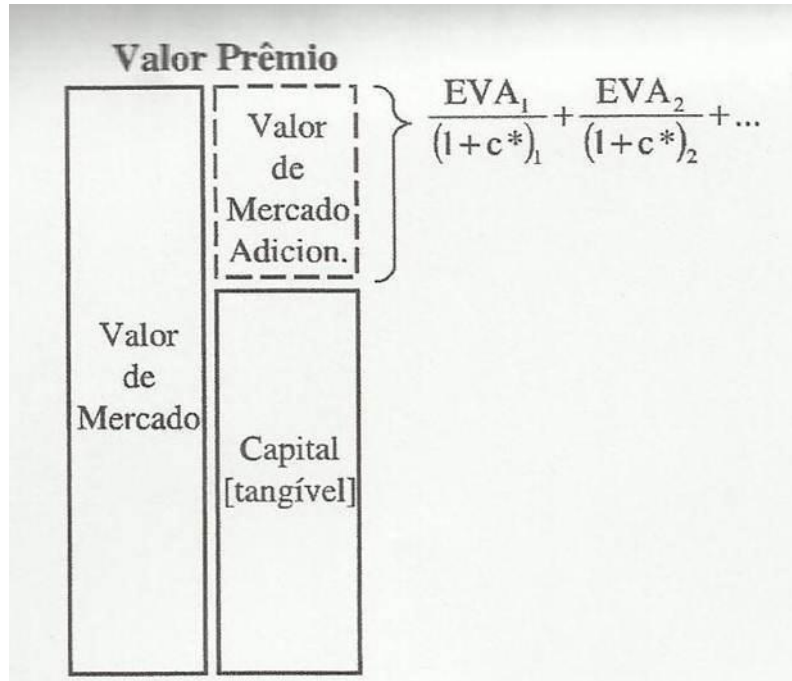 Valor Prêmio
Valor
de
Mercado
Adicion.
EVA₁/(1+c*)₁ + EVA₂/(1+c*)₂ + ...
Valor
de
Mercado
Capital
[tangível]